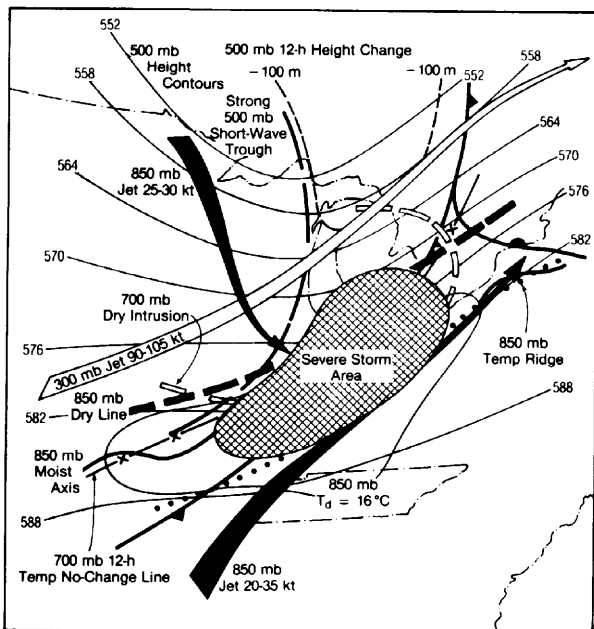 552
500 mb
Height
Contours
500 mb 12-h Height Change
-100 m
-100 m
558
552
558
Strong
500 mb
Short-Wave
Trough
564
564
850 mb
Jet 25-30 kt
570
576
582
570
700 mb
Dry Intrusion
576
300 mb Jet 90-105 kt
Severe Storm
Area
850 mb
Temp Ridge
582
850 mb
Dry Line
588
850 mb
Moist
Axis
588
850 mb
Td = 16°C
700 mb 12-h
Temp No-Change Line
850 mb
Jet 20-35 kt